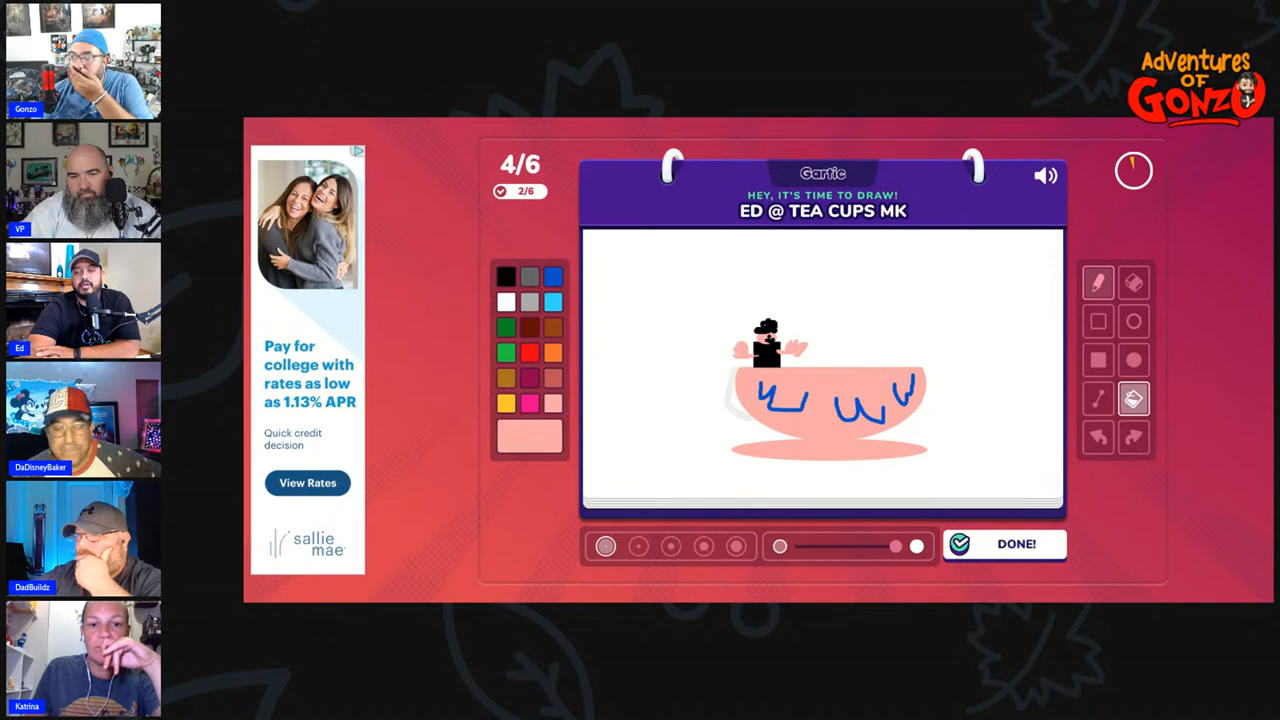 Gonzo
VP
Ed
DaDisneyBaker
DadBuildz
Katrina
Pay for
college with
rates as low
as 1.13% APR
Quick credit
decision
View Rates
sallie
mae
4/6
2/6
Gartic
HEY, IT'S TIME TO DRAW!
ED @ TEA CUPS MK
DONE!
Adventures
OF
GONZO